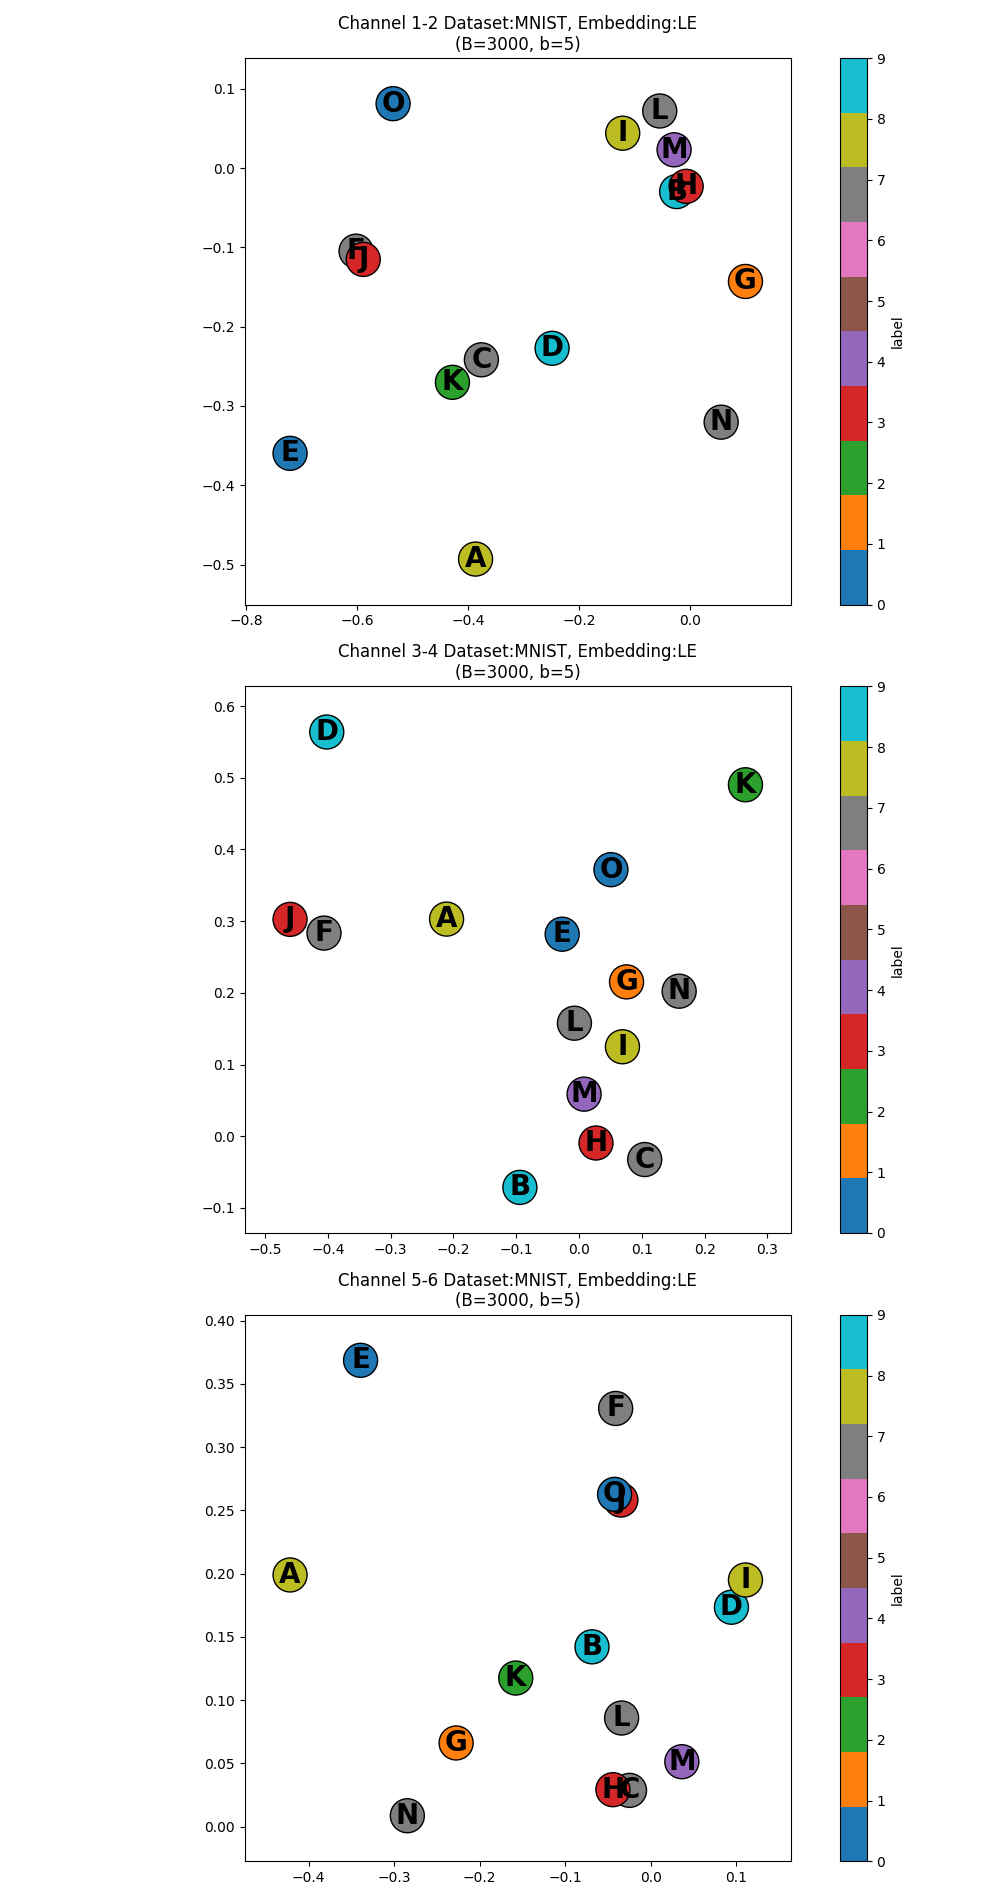 Channel 1-2 Dataset:MNIST, Embedding:LE
(B=3000, b=5)
0.1
0.0
−0.1
−0.2
−0.3
−0.4
−0.5
−0.8 −0.6 −0.4 −0.2 0.0
O
L
I
M
B H
F J
G
D
C
K
N
E
A
9
8
7
6
5
4
3
2
1
0
label
Channel 3-4 Dataset:MNIST, Embedding:LE
(B=3000, b=5)
0.6
0.5
0.4
0.3
0.2
0.1
0.0
−0.1
−0.5 −0.4 −0.3 −0.2 −0.1 0.0 0.1 0.2 0.3
D
K
O
J F A
E
G
N
L
I
M
H
C
B
9
8
7
6
5
4
3
2
1
0
label
Channel 5-6 Dataset:MNIST, Embedding:LE
(B=3000, b=5)
0.40
0.35
0.30
0.25
0.20
0.15
0.10
0.05
0.00
−0.4 −0.3 −0.2 −0.1 0.0 0.1
E
F
O J
A
I
D
B
K
L
G
M
H C
N
9
8
7
6
5
4
3
2
1
0
label